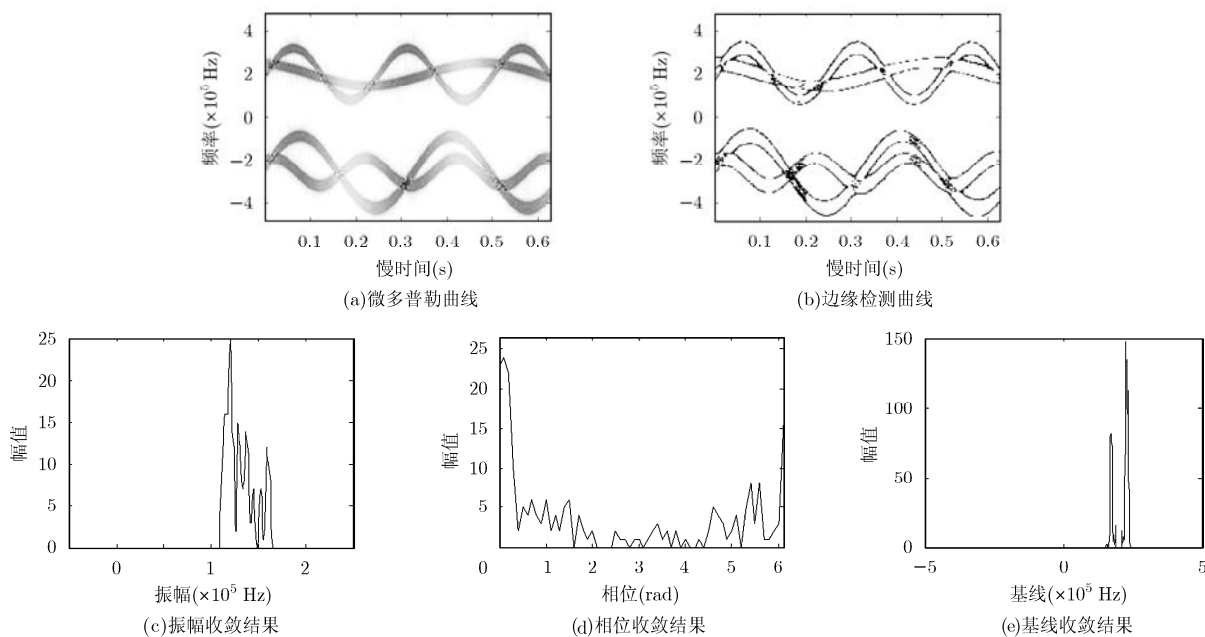 4
2
0
−2
−4
频率(×10⁵ Hz)
0.1 0.2 0.3 0.4 0.5 0.6
慢时间(s)
(a)微多普勒曲线
4
2
0
−2
−4
频率(×10⁵ Hz)
0.1 0.2 0.3 0.4 0.5 0.6
慢时间(s)
(b)边缘检测曲线
25
20
15
10
5
0
幅值
0 1 2
振幅(×10⁵ Hz)
(c)振幅收敛结果
25
20
15
10
5
幅值
0 1 2 3 4 5 6
相位(rad)
(d)相位收敛结果
150
100
50
0
幅值
−5 0 5
基线(×10⁵ Hz)
(e)基线收敛结果